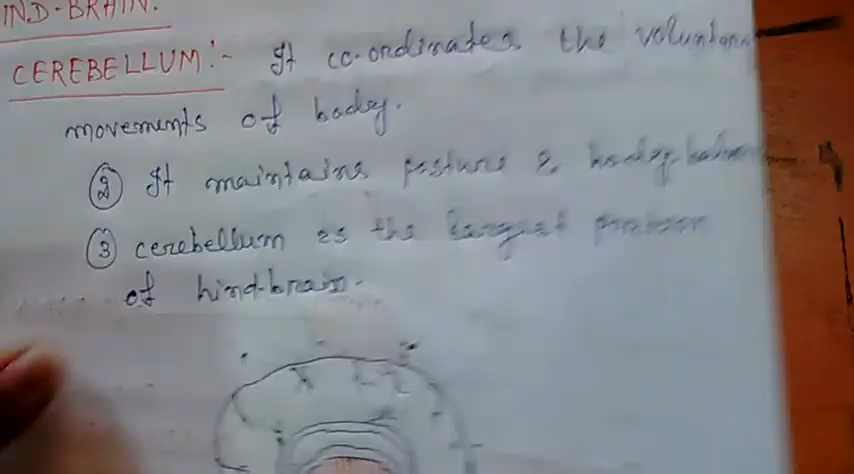 IND-BRAIN.
CEREBELLUM:- It co-ordinates the voluntary
movements of body.
② It maintains posture & body balance
③ cerebellum is the largest portion
of hind-brain.